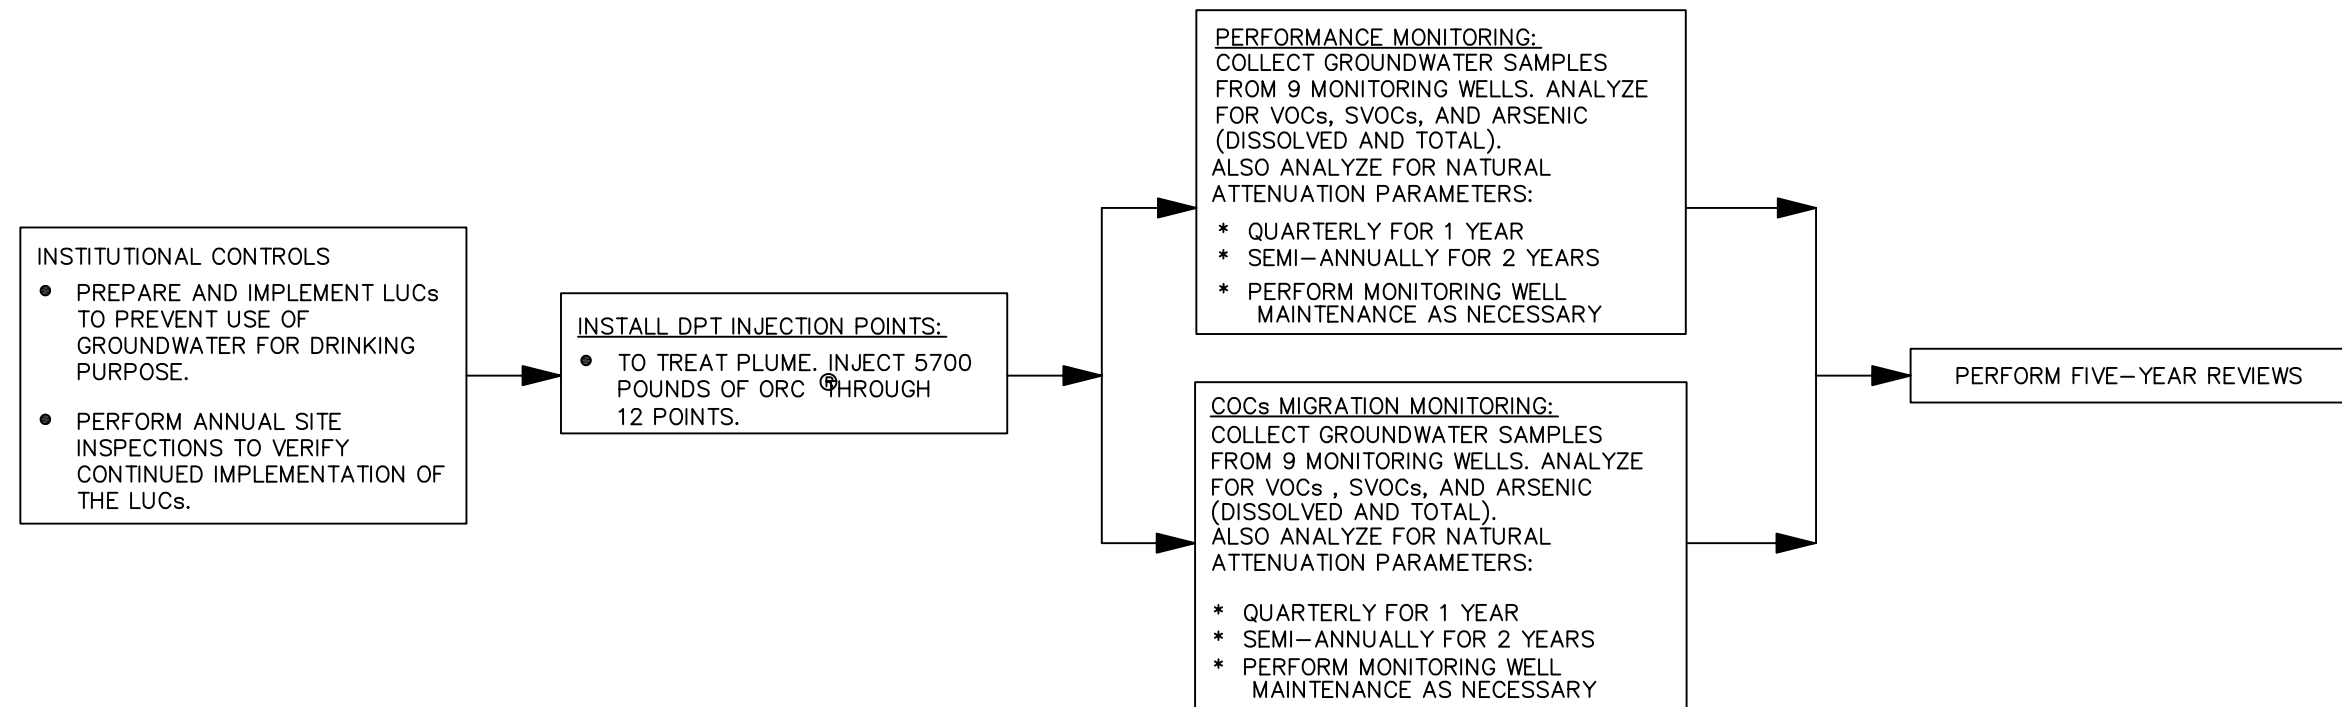 INSTITUTIONAL CONTROLS
● PREPARE AND IMPLEMENT LUCs
TO PREVENT USE OF
GROUNDWATER FOR DRINKING
PURPOSE.
● PERFORM ANNUAL SITE
INSPECTIONS TO VERIFY
CONTINUED IMPLEMENTATION OF
THE LUCs.
INSTALL DPT INJECTION POINTS:
● TO TREAT PLUME. INJECT 5700
POUNDS OF ORC ® THROUGH
12 POINTS.
PERFORMANCE MONITORING:
COLLECT GROUNDWATER SAMPLES
FROM 9 MONITORING WELLS. ANALYZE
FOR VOCs, SVOCs, AND ARSENIC
(DISSOLVED AND TOTAL).
ALSO ANALYZE FOR NATURAL
ATTENUATION PARAMETERS:
* QUARTERLY FOR 1 YEAR
* SEMI-ANNUALLY FOR 2 YEARS
* PERFORM MONITORING WELL
MAINTENANCE AS NECESSARY
COCs MIGRATION MONITORING:
COLLECT GROUNDWATER SAMPLES
FROM 9 MONITORING WELLS. ANALYZE
FOR VOCs , SVOCs, AND ARSENIC
(DISSOLVED AND TOTAL).
ALSO ANALYZE FOR NATURAL
ATTENUATION PARAMETERS:
* QUARTERLY FOR 1 YEAR
* SEMI-ANNUALLY FOR 2 YEARS
* PERFORM MONITORING WELL
MAINTENANCE AS NECESSARY
PERFORM FIVE-YEAR REVIEWS